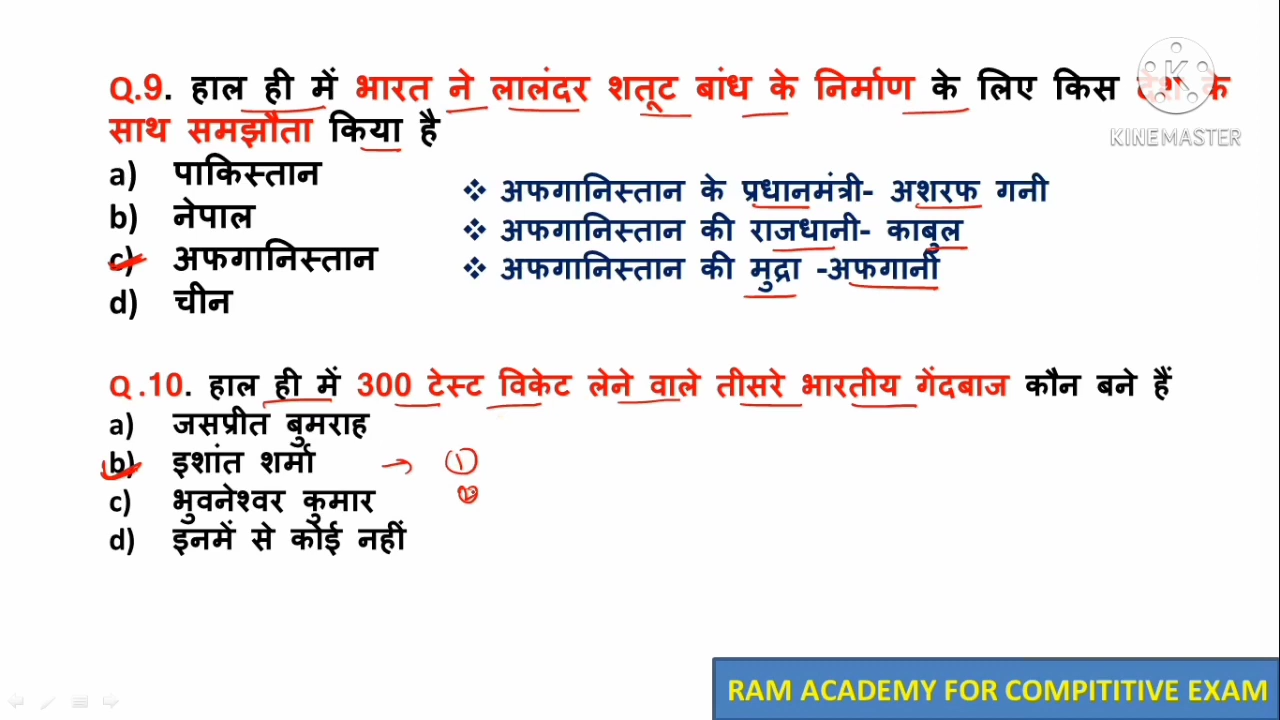 Q.9. हाल ही में भारत ने लालंदर शतूट बांध के निर्माण के लिए किस के
साथ समझौता किया है
a) पाकिस्तान
b) नेपाल
c) अफगानिस्तान
d) चीन
❖ अफगानिस्तान के प्रधानमंत्री- अशरफ गनी
❖ अफगानिस्तान की राजधानी- काबुल
❖ अफगानिस्तान की मुद्रा -अफगानी
KINEMASTER
Q.10. हाल ही में 300 टेस्ट विकेट लेने वाले तीसरे भारतीय गेंदबाज कौन बने हैं
a) जसप्रीत बुमराह
b) इशांत शर्मा → ①
c) भुवनेश्वर कुमार
d) इनमें से कोई नहीं
RAM ACADEMY FOR COMPITITIVE EXAM